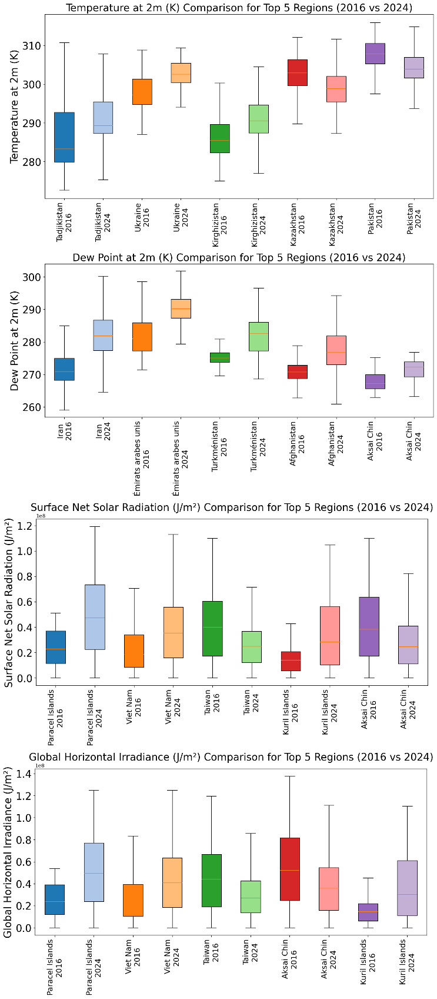 Temperature at 2m (K) Comparison for Top 5 Regions (2016 vs 2024)
Temperature at 2m (K)
310
300
290
280
Tadjikistan
2016
Tadjikistan
2024
Ukraine
2016
Ukraine
2024
Kirghizistan
2016
Kirghizistan
2024
Kazakhstan
2016
Kazakhstan
2024
Pakistan
2016
Pakistan
2024
Dew Point at 2m (K) Comparison for Top 5 Regions (2016 vs 2024)
Dew Point at 2m (K)
300
290
280
270
260
Iran
2016
Iran
2024
Émirats arabes unis
2016
Émirats arabes unis
2024
Turkménistan
2016
Turkménistan
2024
Afghanistan
2016
Afghanistan
2024
Aksai Chin
2016
Aksai Chin
2024
Surface Net Solar Radiation (J/m²) Comparison for Top 5 Regions (2016 vs 2024)
1e8
Surface Net Solar Radiation (J/m²)
1.2
1.0
0.8
0.6
0.4
0.2
0.0
Paracel Islands
2016
Paracel Islands
2024
Viet Nam
2016
Viet Nam
2024
Taiwan
2016
Taiwan
2024
Kuril Islands
2016
Kuril Islands
2024
Aksai Chin
2016
Aksai Chin
2024
Global Horizontal Irradiance (J/m²) Comparison for Top 5 Regions (2016 vs 2024)
1e8
Global Horizontal Irradiance (J/m²)
1.4
1.2
1.0
0.8
0.6
0.4
0.2
0.0
Paracel Islands
2016
Paracel Islands
2024
Viet Nam
2016
Viet Nam
2024
Taiwan
2016
Taiwan
2024
Aksai Chin
2016
Aksai Chin
2024
Kuril Islands
2016
Kuril Islands
2024